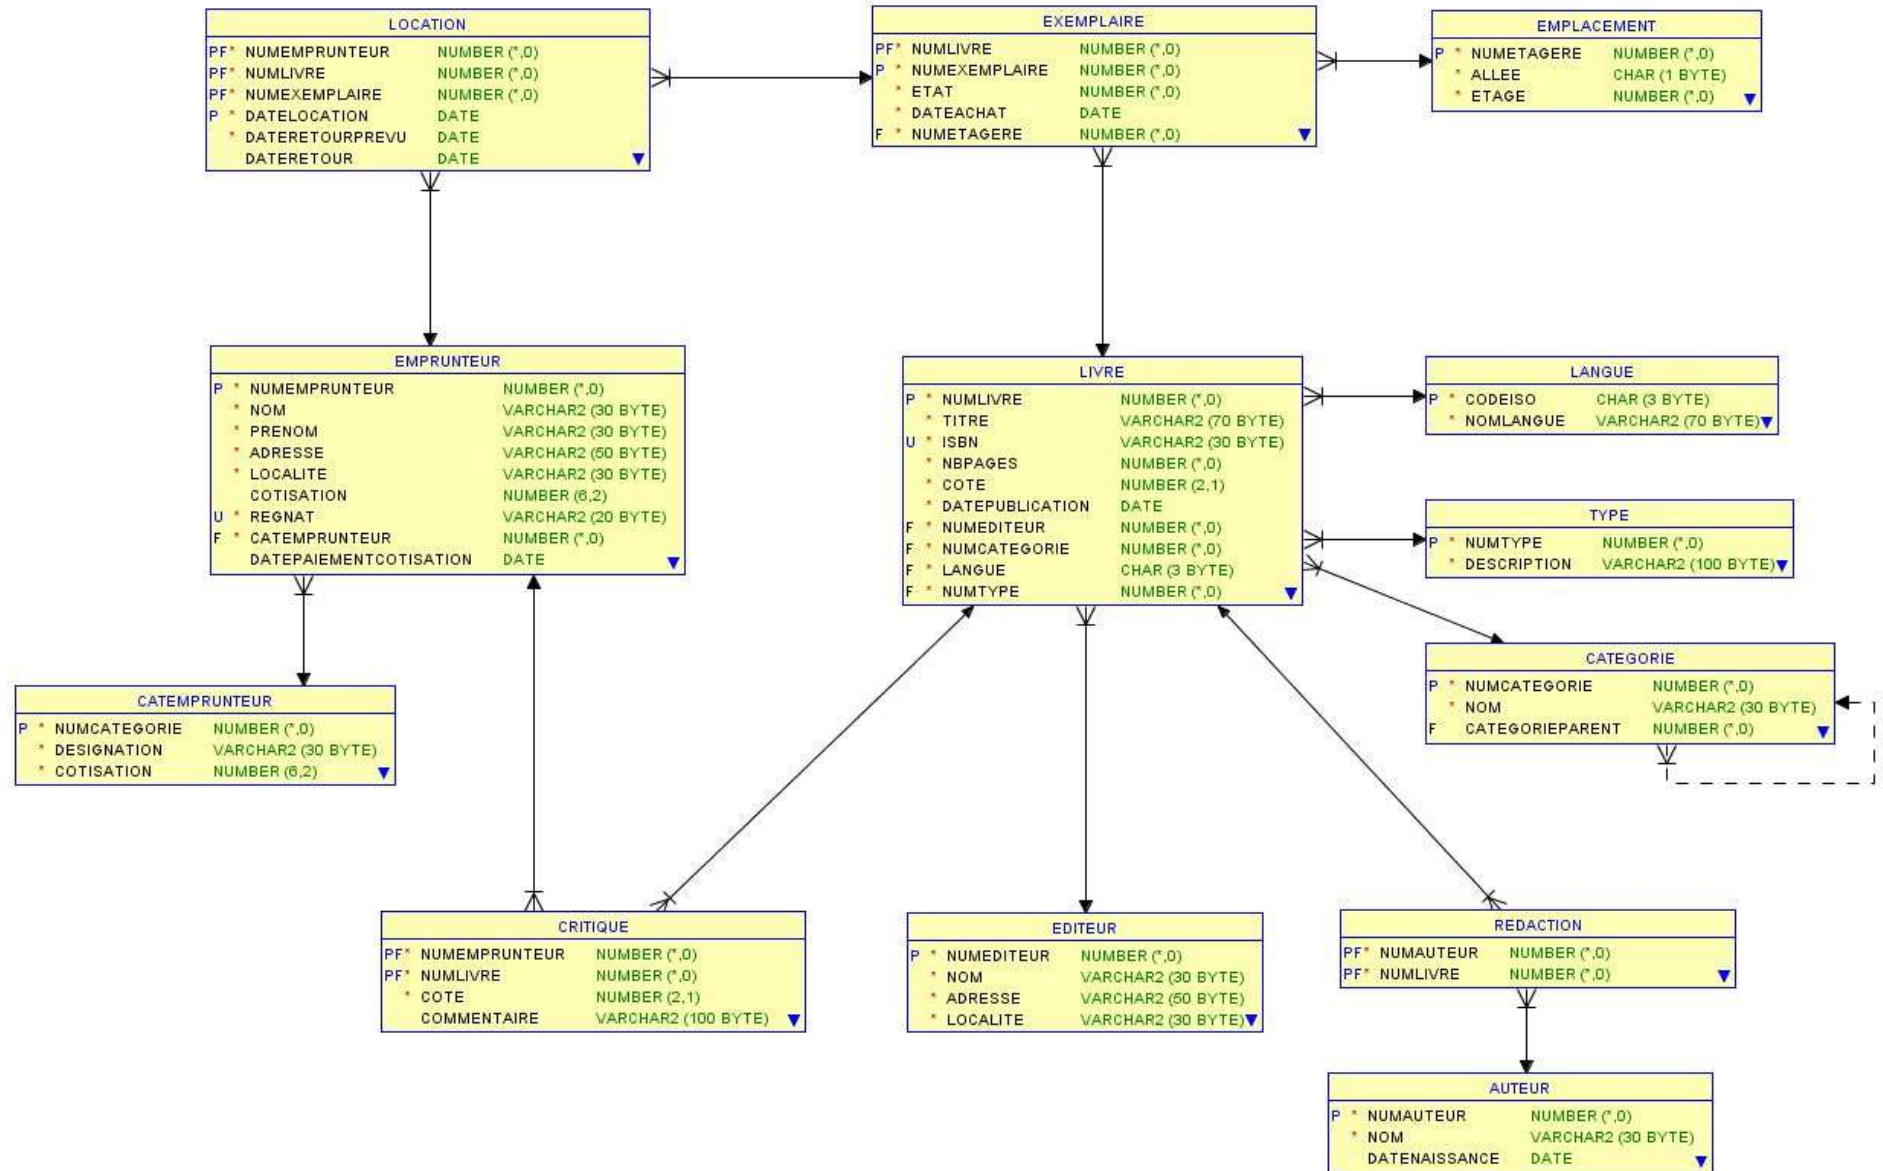 LOCATION
PF* NUMEMPRUNTEUR NUMBER (*,0)
PF* NUMLIVRE NUMBER (*,0)
PF* NUMEXEMPLAIRE NUMBER (*,0)
P * DATELOCATION DATE
* DATERETOURPREVU DATE
DATERETOUR DATE
EXEMPLAIRE
PF* NUMLIVRE NUMBER (*,0)
P * NUMEXEMPLAIRE NUMBER (*,0)
* ETAT NUMBER (*,0)
* DATEACHAT DATE
F * NUMETAGERE NUMBER (*,0)
EMPLACEMENT
P * NUMETAGERE NUMBER (*,0)
* ALLEE CHAR (1 BYTE)
* ETAGE NUMBER (*,0)
EMPRUNTEUR
P * NUMEMPRUNTEUR NUMBER (*,0)
* NOM VARCHAR2 (30 BYTE)
* PRENOM VARCHAR2 (30 BYTE)
* ADRESSE VARCHAR2 (50 BYTE)
* LOCALITE VARCHAR2 (30 BYTE)
COTISATION NUMBER (6,2)
U * REGNAT VARCHAR2 (20 BYTE)
F * CATEMPRUNTEUR NUMBER (*,0)
DATEPAIEMENTCOTISATION DATE
LIVRE
P * NUMLIVRE NUMBER (*,0)
* TITRE VARCHAR2 (70 BYTE)
U * ISBN VARCHAR2 (30 BYTE)
* NBPAGES NUMBER (*,0)
* COTE NUMBER (2,1)
* DATEPUBLICATION DATE
F * NUMEDITEUR NUMBER (*,0)
F * NUMCATEGORIE NUMBER (*,0)
F * LANGUE CHAR (3 BYTE)
F * NUMTYPE NUMBER (*,0)
LANGUE
P * CODEISO CHAR (3 BYTE)
* NOMLANGUE VARCHAR2 (70 BYTE)
TYPE
P * NUMTYPE NUMBER (*,0)
* DESCRIPTION VARCHAR2 (100 BYTE)
CATEGORIE
P * NUMCATEGORIE NUMBER (*,0)
* NOM VARCHAR2 (30 BYTE)
F CATEGORIEPARENT NUMBER (*,0)
CATEMPRUNTEUR
P * NUMCATEGORIE NUMBER (*,0)
* DESIGNATION VARCHAR2 (30 BYTE)
* COTISATION NUMBER (6,2)
CRITIQUE
PF* NUMEMPRUNTEUR NUMBER (*,0)
PF* NUMLIVRE NUMBER (*,0)
* COTE NUMBER (2,1)
COMMENTAIRE VARCHAR2 (100 BYTE)
EDITEUR
P * NUMEDITEUR NUMBER (*,0)
* NOM VARCHAR2 (30 BYTE)
* ADRESSE VARCHAR2 (50 BYTE)
* LOCALITE VARCHAR2 (30 BYTE)
REDACTION
PF* NUMAUTEUR NUMBER (*,0)
PF* NUMLIVRE NUMBER (*,0)
AUTEUR
P * NUMAUTEUR NUMBER (*,0)
* NOM VARCHAR2 (30 BYTE)
DATENAISSANCE DATE